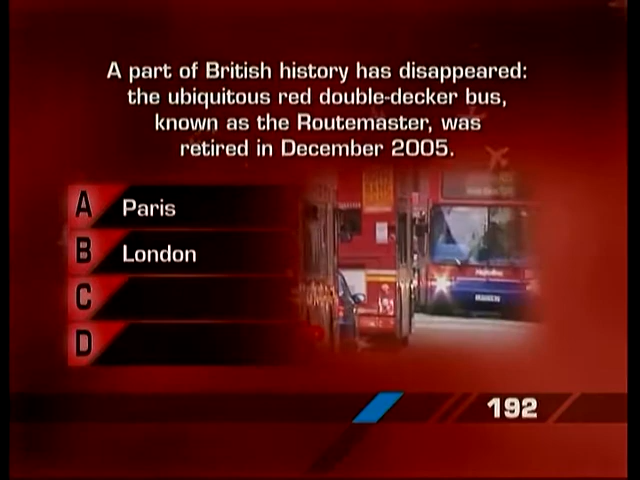 A part of British history has disappeared:
the ubiquitous red double-decker bus,
known as the Routemaster, was
retired in December 2005.
A Paris
B London
C
D
192